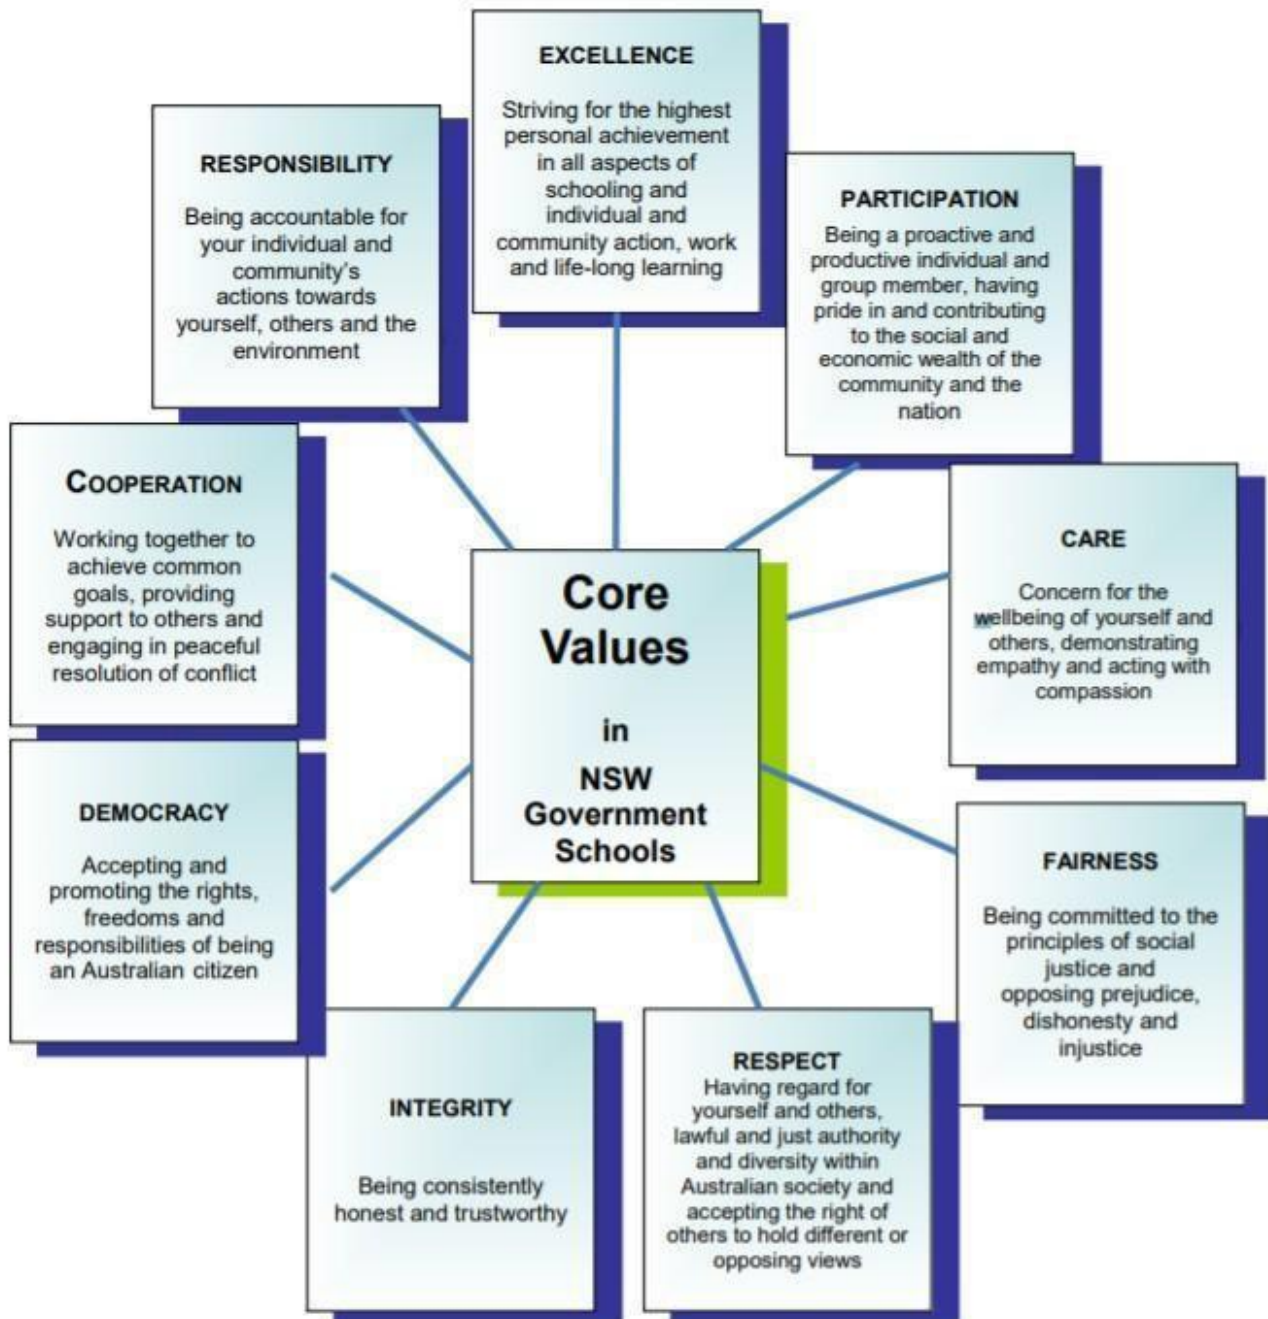 EXCELLENCE
Striving for the highest
personal achievement
in all aspects of
schooling and
individual and
community action, work
and life-long learning
RESPONSIBILITY
Being accountable for
your individual and
community's
actions towards
yourself, others and the
environment
PARTICIPATION
Being a proactive and
productive individual and
group member, having
pride in and contributing
to the social and
economic wealth of the
community and the
nation
COOPERATION
Working together to
achieve common
goals, providing
support to others and
engaging in peaceful
resolution of conflict
Core
Values
in
NSW
Government
Schools
CARE
Concern for the
wellbeing of yourself and
others, demonstrating
empathy and acting with
compassion
DEMOCRACY
Accepting and
promoting the rights,
freedoms and
responsibilities of being
an Australian citizen
FAIRNESS
Being committed to the
principles of social
justice and
opposing prejudice,
dishonesty and
injustice
INTEGRITY
Being consistently
honest and trustworthy
RESPECT
Having regard for
yourself and others,
lawful and just authority
and diversity within
Australian society and
accepting the right of
others to hold different or
opposing views